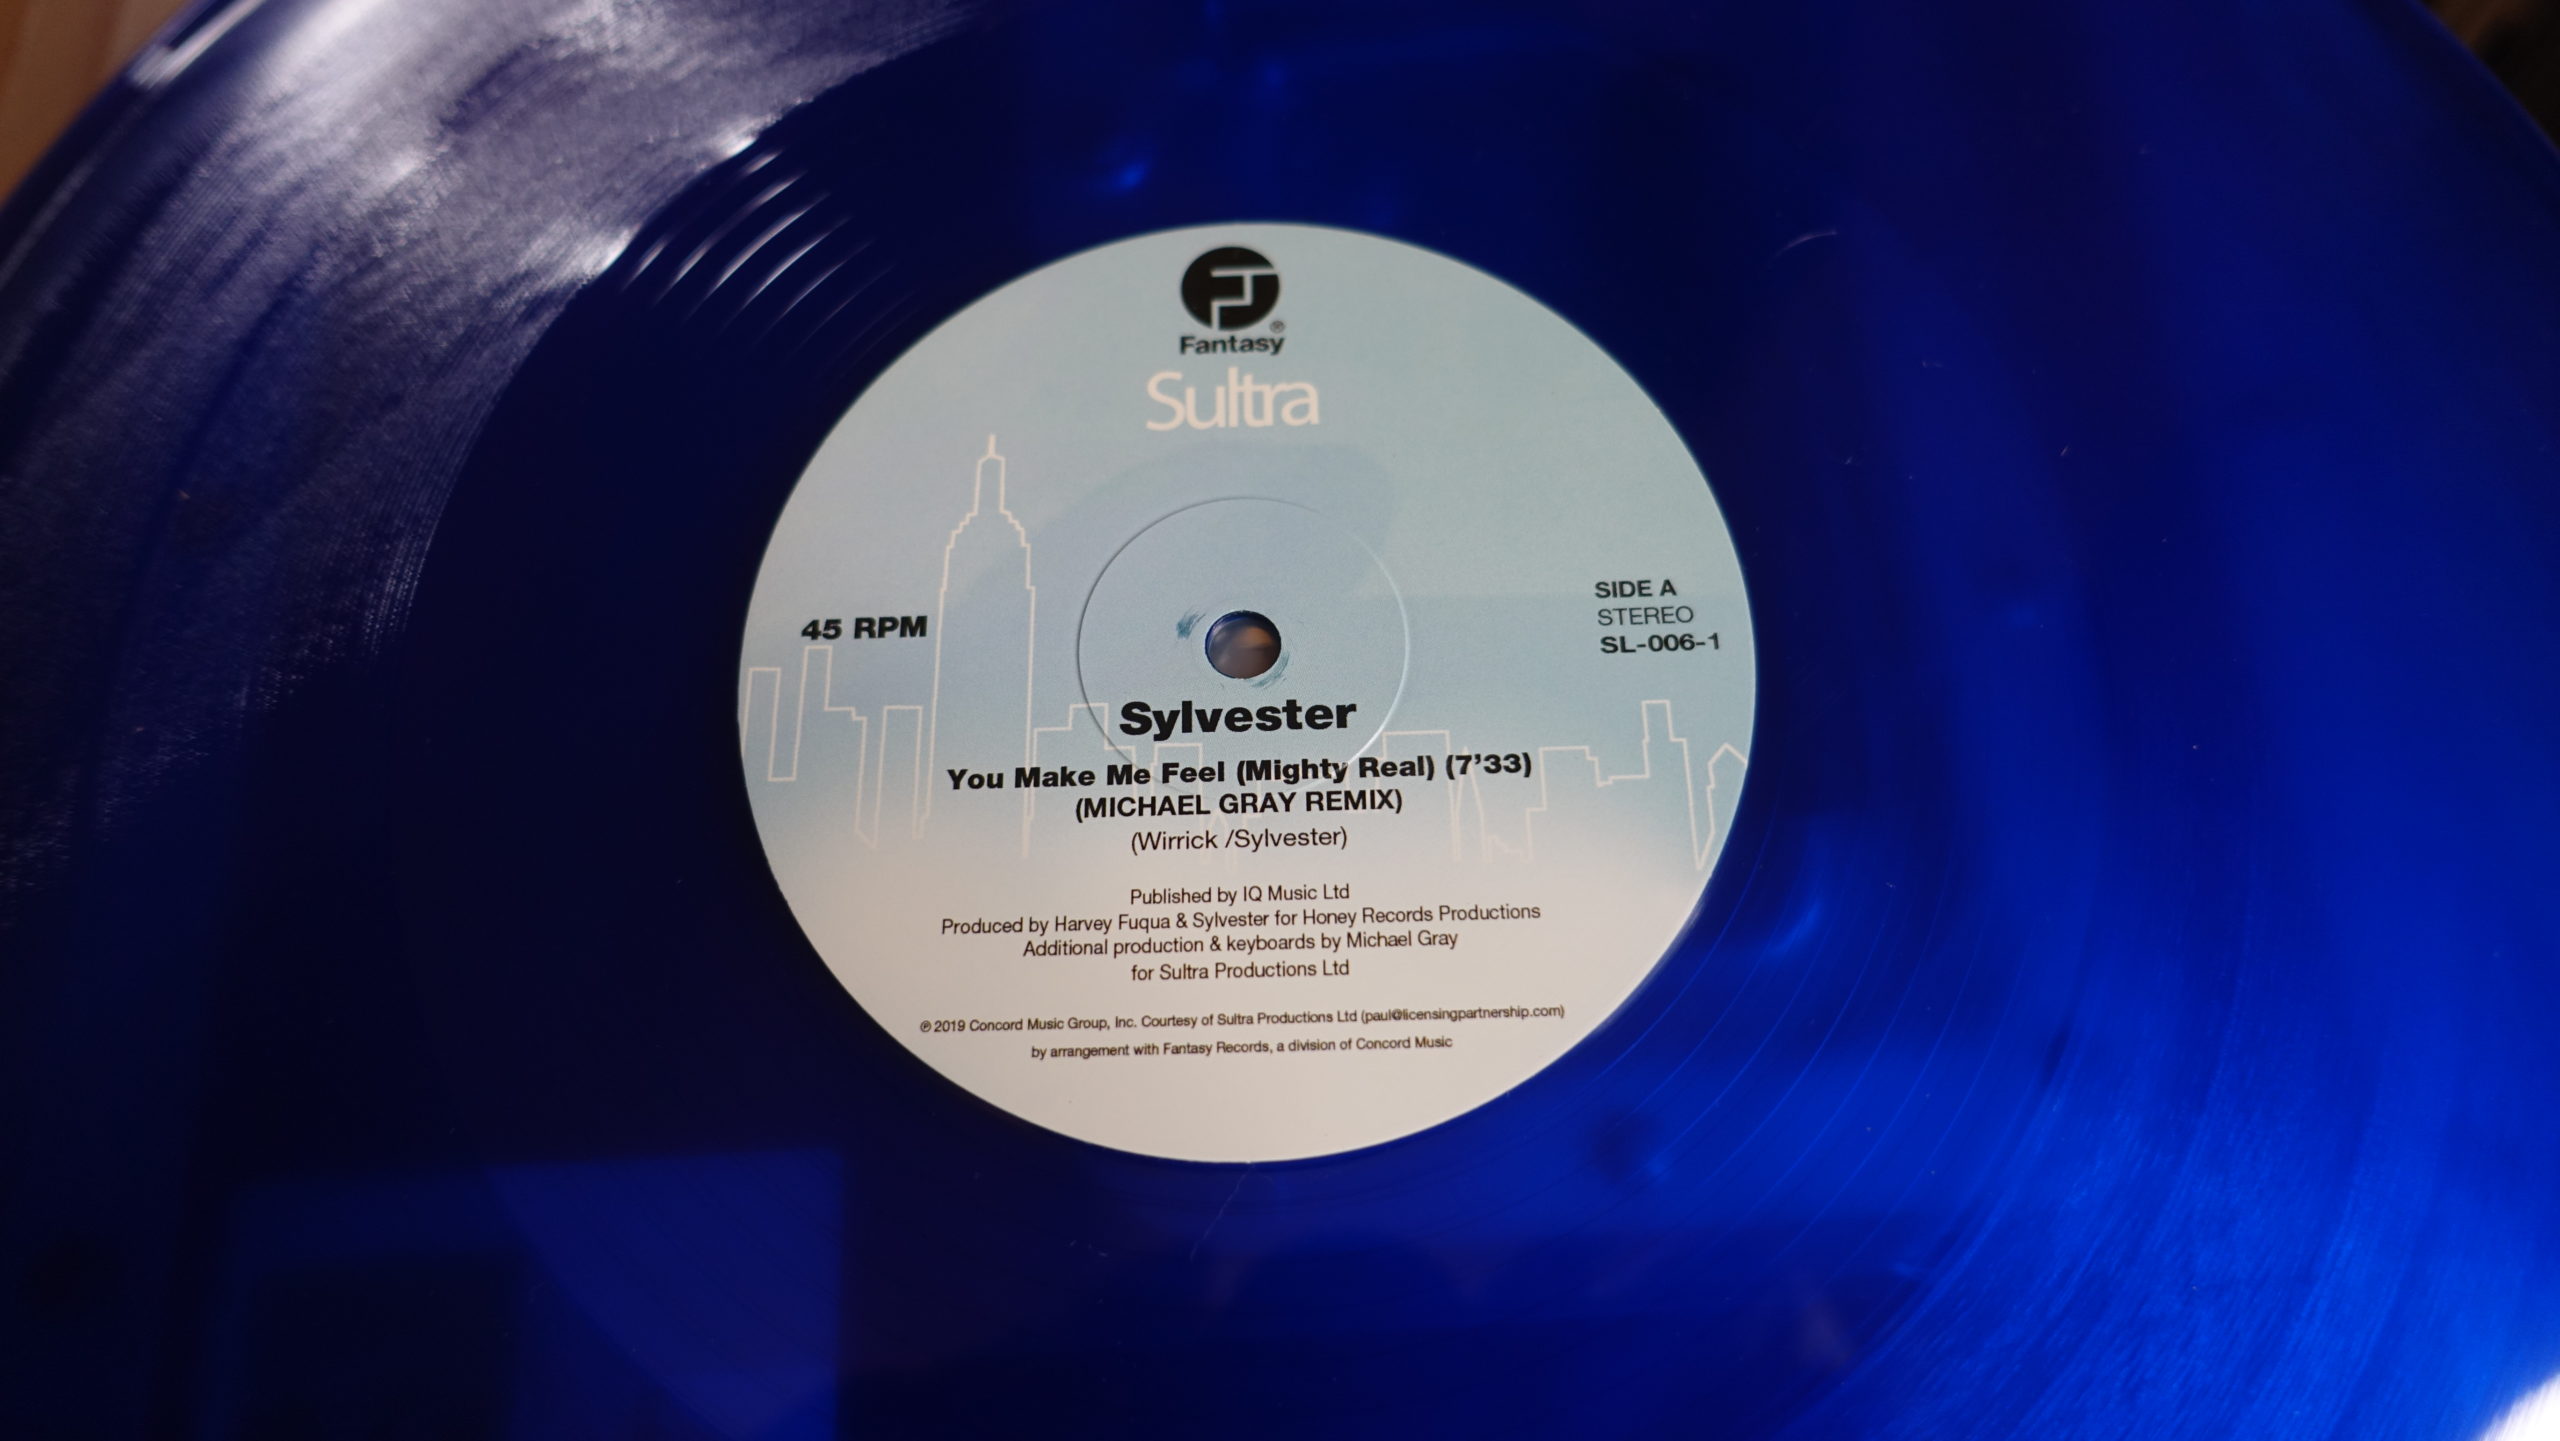 FJ
®
Fantasy
Sultra
45 RPM
SIDE A
STEREO
SL-006-1
Sylvester
You Make Me Feel (Mighty Real) (7'33)
(MICHAEL GRAY REMIX)
(Wirrick /Sylvester)
Published by IQ Music Ltd
Produced by Harvey Fuqua & Sylvester for Honey Records Productions
Additional production & keyboards by Michael Gray
for Sultra Productions Ltd
℗ 2019 Concord Music Group, Inc. Courtesy of Sultra Productions Ltd (paul@licensingpartnership.com)
by arrangement with Fantasy Records, a division of Concord Music